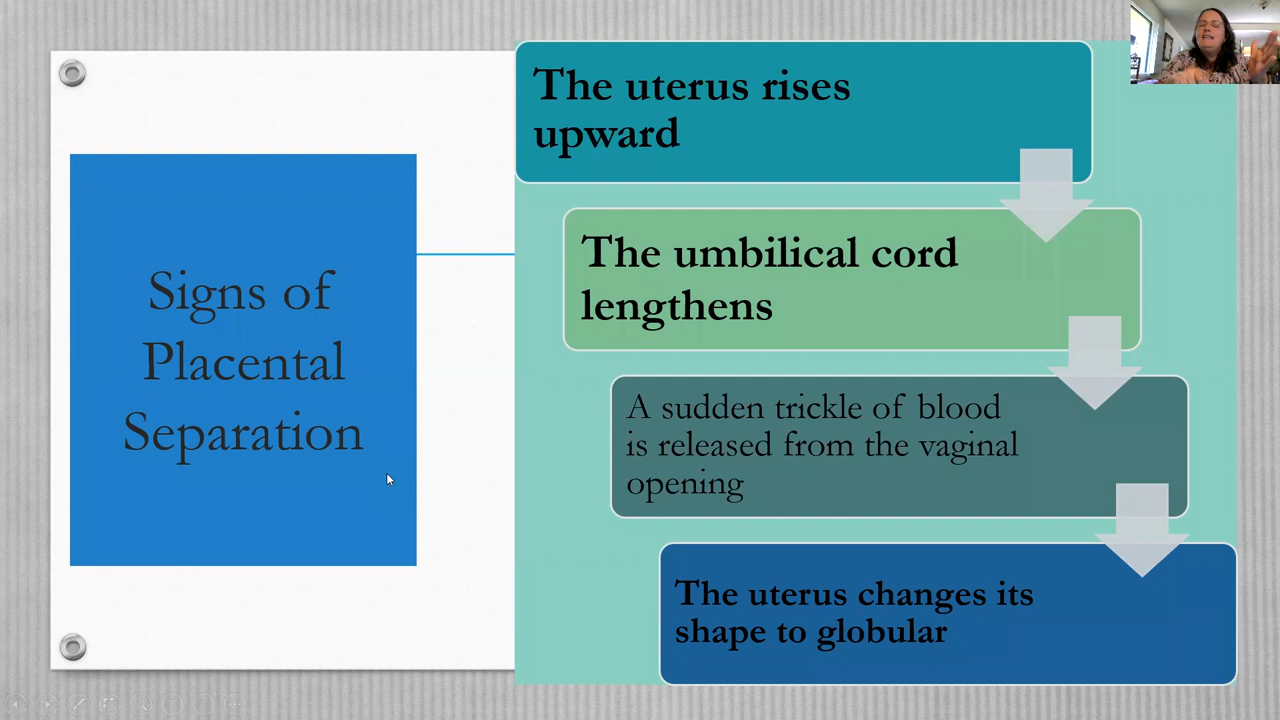 Signs of
Placental
Separation
The uterus rises
upward
The umbilical cord
lengthens
A sudden trickle of blood
is released from the vaginal
opening
The uterus changes its
shape to globular